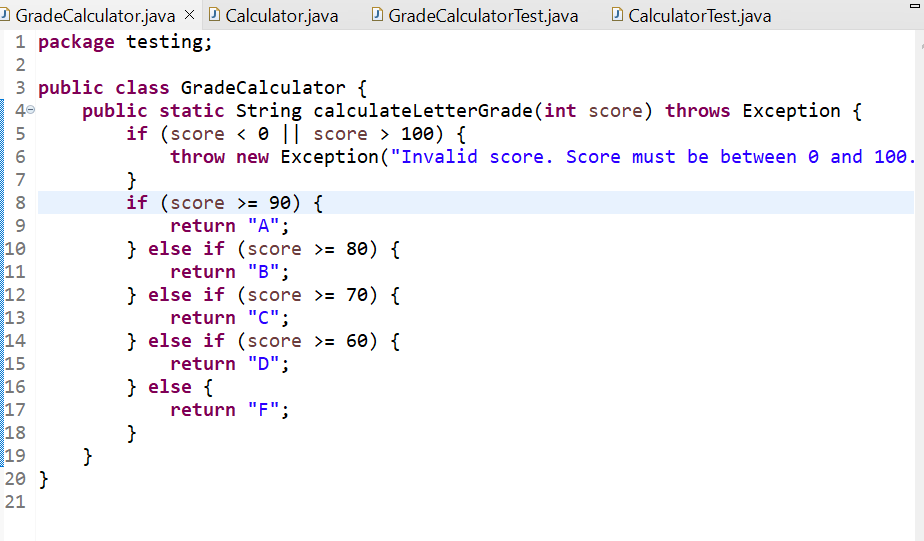 GradeCalculator.java × Calculator.java GradeCalculatorTest.java CalculatorTest.java
1 package testing;
2
3 public class GradeCalculator {
4 public static String calculateLetterGrade(int score) throws Exception {
5 if (score < 0 || score > 100) {
6 throw new Exception("Invalid score. Score must be between 0 and 100.
7 }
8 if (score >= 90) {
9 return "A";
10 } else if (score >= 80) {
11 return "B";
12 } else if (score >= 70) {
13 return "C";
14 } else if (score >= 60) {
15 return "D";
16 } else {
17 return "F";
18 }
19 }
20 }
21